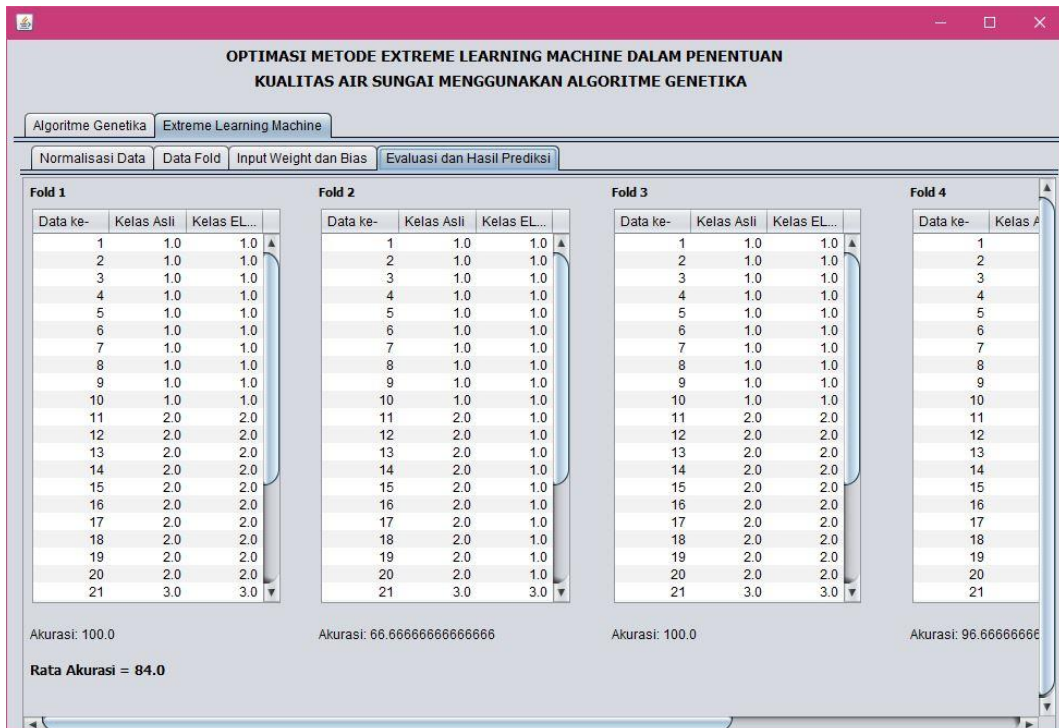 OPTIMASI METODE EXTREME LEARNING MACHINE DALAM PENENTUAN
KUALITAS AIR SUNGAI MENGGUNAKAN ALGORITME GENETIKA
Algoritme Genetika Extreme Learning Machine
Normalisasi Data Data Fold Input Weight dan Bias Evaluasi dan Hasil Prediksi
Fold 1
Data ke- Kelas Asli Kelas EL...
1 1.0 1.0
2 1.0 1.0
3 1.0 1.0
4 1.0 1.0
5 1.0 1.0
6 1.0 1.0
7 1.0 1.0
8 1.0 1.0
9 1.0 1.0
10 1.0 1.0
11 2.0 2.0
12 2.0 2.0
13 2.0 2.0
14 2.0 2.0
15 2.0 2.0
16 2.0 2.0
17 2.0 2.0
18 2.0 2.0
19 2.0 2.0
20 2.0 2.0
21 3.0 3.0
Akurasi: 100.0
Fold 2
Data ke- Kelas Asli Kelas EL...
1 1.0 1.0
2 1.0 1.0
3 1.0 1.0
4 1.0 1.0
5 1.0 1.0
6 1.0 1.0
7 1.0 1.0
8 1.0 1.0
9 1.0 1.0
10 1.0 1.0
11 2.0 1.0
12 2.0 1.0
13 2.0 1.0
14 2.0 1.0
15 2.0 1.0
16 2.0 1.0
17 2.0 1.0
18 2.0 1.0
19 2.0 1.0
20 2.0 1.0
21 3.0 3.0
Akurasi: 66.66666666666666
Fold 3
Data ke- Kelas Asli Kelas EL...
1 1.0 1.0
2 1.0 1.0
3 1.0 1.0
4 1.0 1.0
5 1.0 1.0
6 1.0 1.0
7 1.0 1.0
8 1.0 1.0
9 1.0 1.0
10 1.0 1.0
11 2.0 2.0
12 2.0 2.0
13 2.0 2.0
14 2.0 2.0
15 2.0 2.0
16 2.0 2.0
17 2.0 2.0
18 2.0 2.0
19 2.0 2.0
20 2.0 2.0
21 3.0 3.0
Akurasi: 100.0
Fold 4
Data ke- Kelas
1
2
3
4
5
6
7
8
9
10
11
12
13
14
15
16
17
18
19
20
21
Akurasi: 96.66666666
Rata Akurasi = 84.0